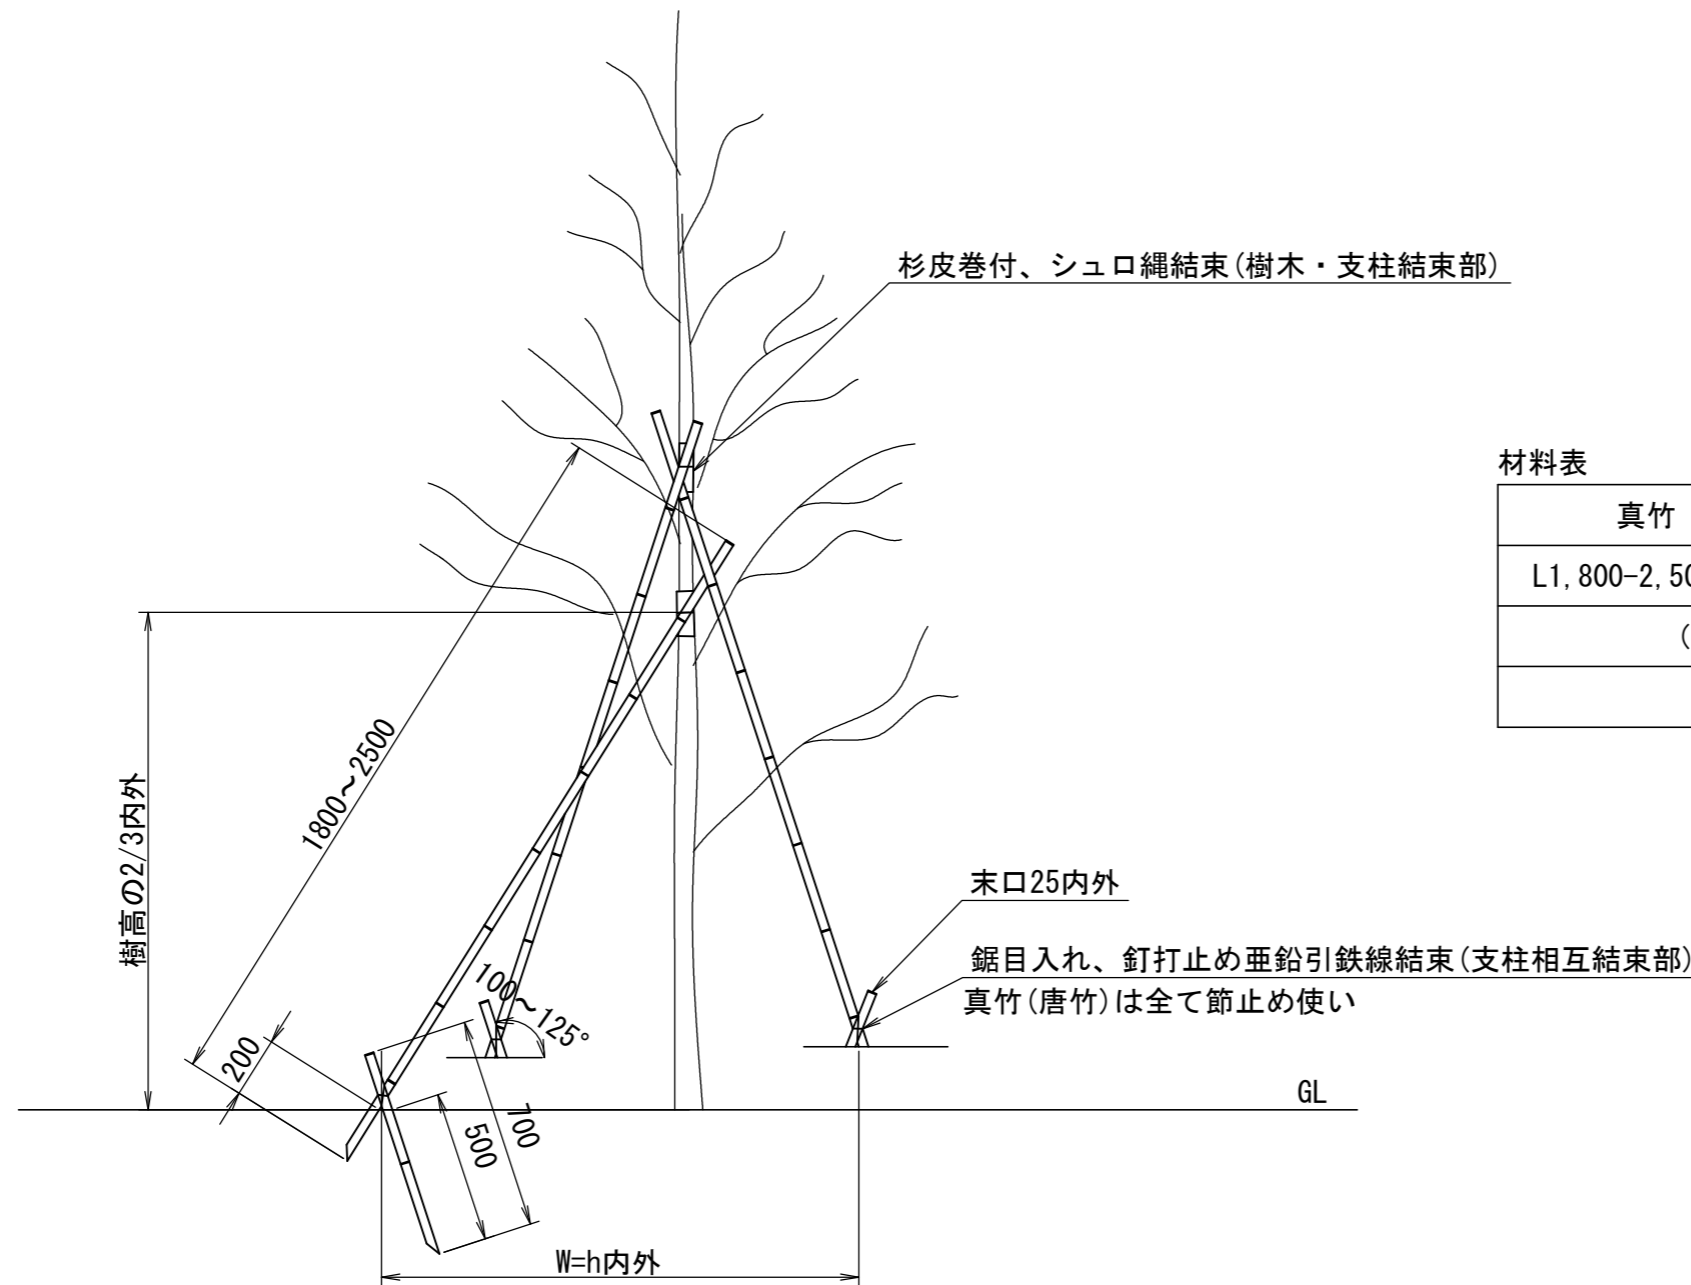 杉皮巻付、シュロ縄結束(樹木・支柱結束部)
材料表
真竹
L1,800-2,50
(
1800〜2500
樹高の2/3内外
末口25内外
鋸目入れ、釘打止め亜鉛引鉄線結束(支柱相互結束部)
真竹(唐竹)は全て節止め使い
100〜125°
200
GL
700
500
W=h内外